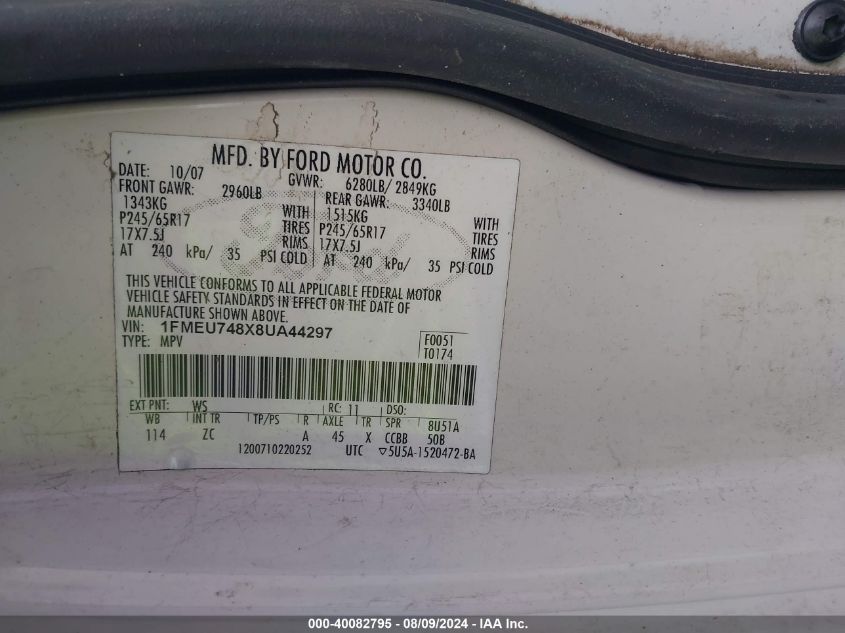 MFD. BY FORD MOTOR CO.
DATE: 10/07 GVWR: 6280LB/ 2849KG
FRONT GAWR: 2960LB REAR GAWR: 3340LB
1343KG WITH 1515KG WITH
P245/65R17 TIRES P245/65R17 TIRES
17X7.5J RIMS 17X7.5J RIMS
AT 240 kPa/ 35 PSI COLD AT 240 kPa/ 35 PSI COLD
Ford
THIS VEHICLE CONFORMS TO ALL APPLICABLE FEDERAL MOTOR
VEHICLE SAFETY STANDARDS IN EFFECT ON THE DATE OF
MANUFACTURE SHOWN ABOVE.
VIN: 1FMEU748X8UA44297 F0051
TYPE: MPV T0174
EXT PNT: WS RC: 11 DSO:
WB INT TR TP/PS R AXLE TR SPR 8U51A
114 ZC A 45 X CCBB 50B
1200710220252 UTC ▽5U5A-1520472-BA
000-40082795 - 08/09/2024 - IAA Inc.